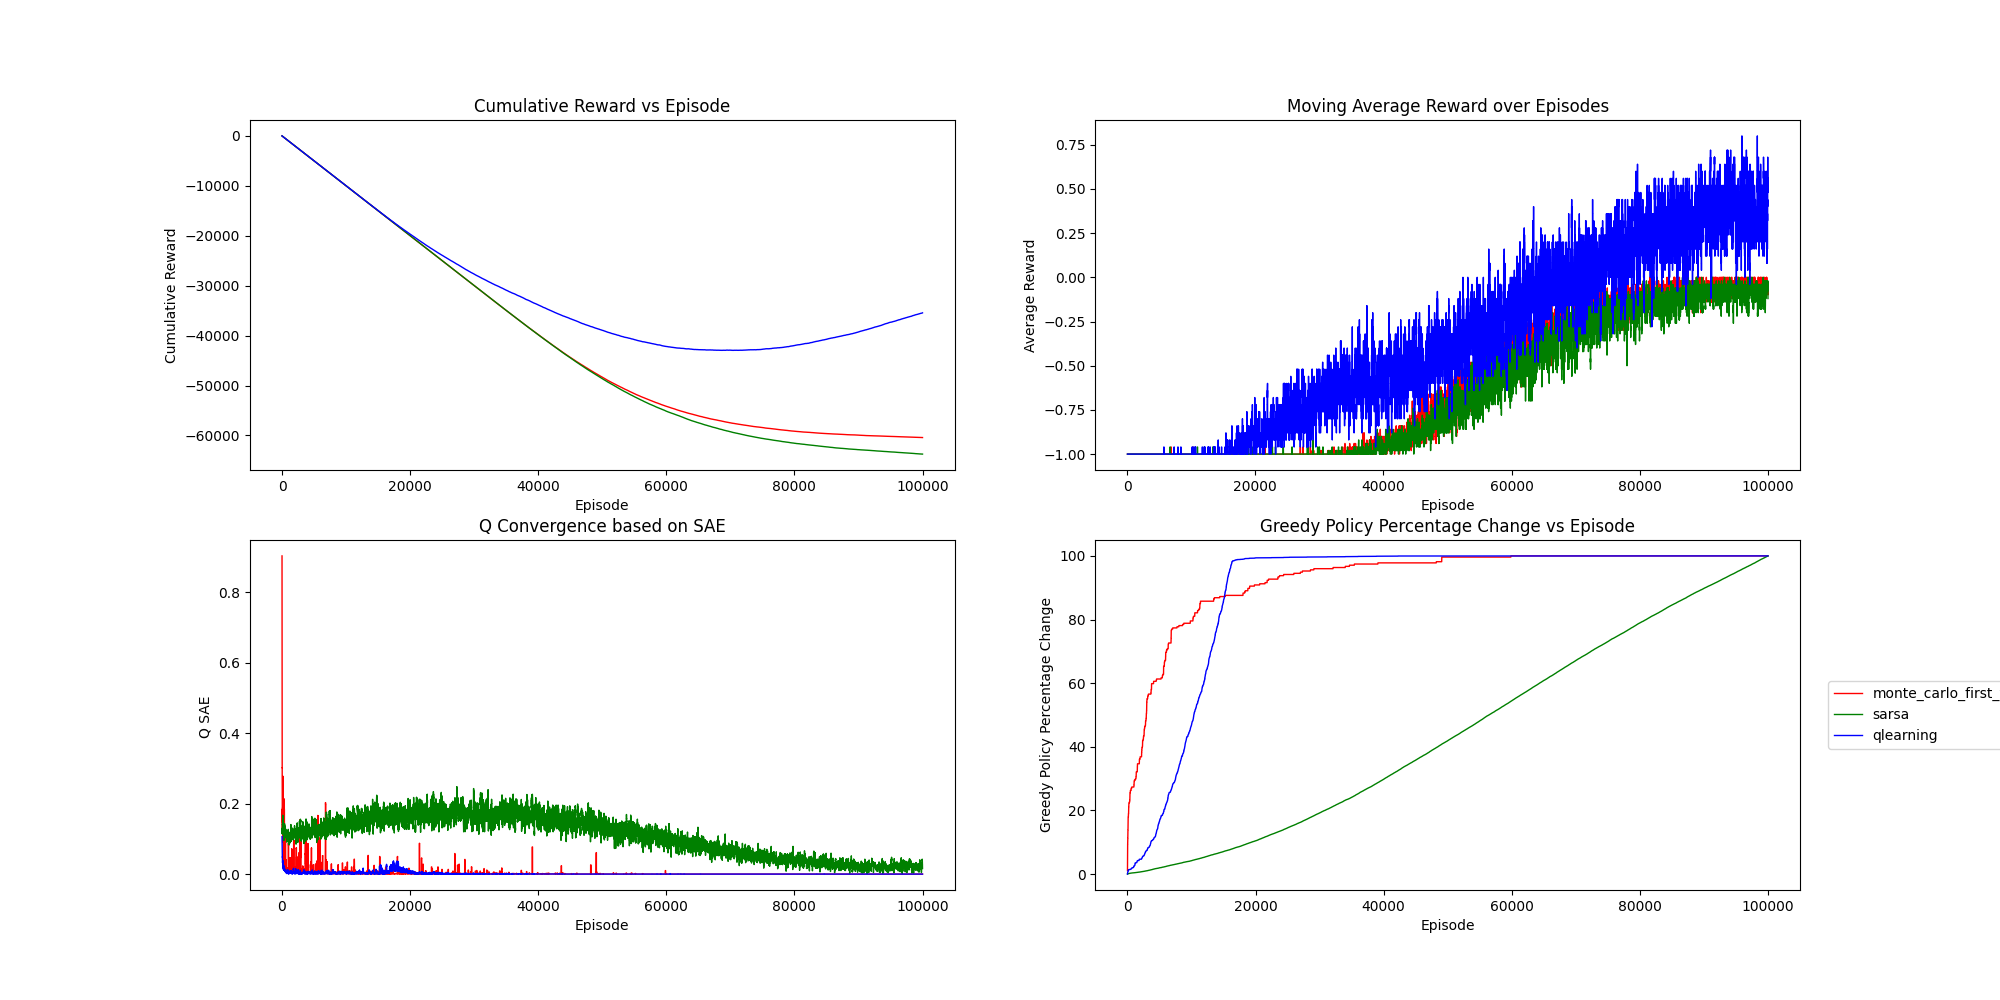 Cumulative Reward vs Episode
Cumulative Reward
0
−10000
−20000
−30000
−40000
−50000
−60000
0 20000 40000 60000 80000 100000
Episode
Moving Average Reward over Episodes
Average Reward
0.75
0.50
0.25
0.00
−0.25
−0.50
−0.75
−1.00
0 20000 40000 60000 80000 100000
Episode
Q Convergence based on SAE
Q SAE
0.8
0.6
0.4
0.2
0.0
0 20000 40000 60000 80000 100000
Episode
Greedy Policy Percentage Change vs Episode
Greedy Policy Percentage Change
100
80
60
40
20
0
0 20000 40000 60000 80000 100000
Episode
monte_carlo_first_
sarsa
qlearning